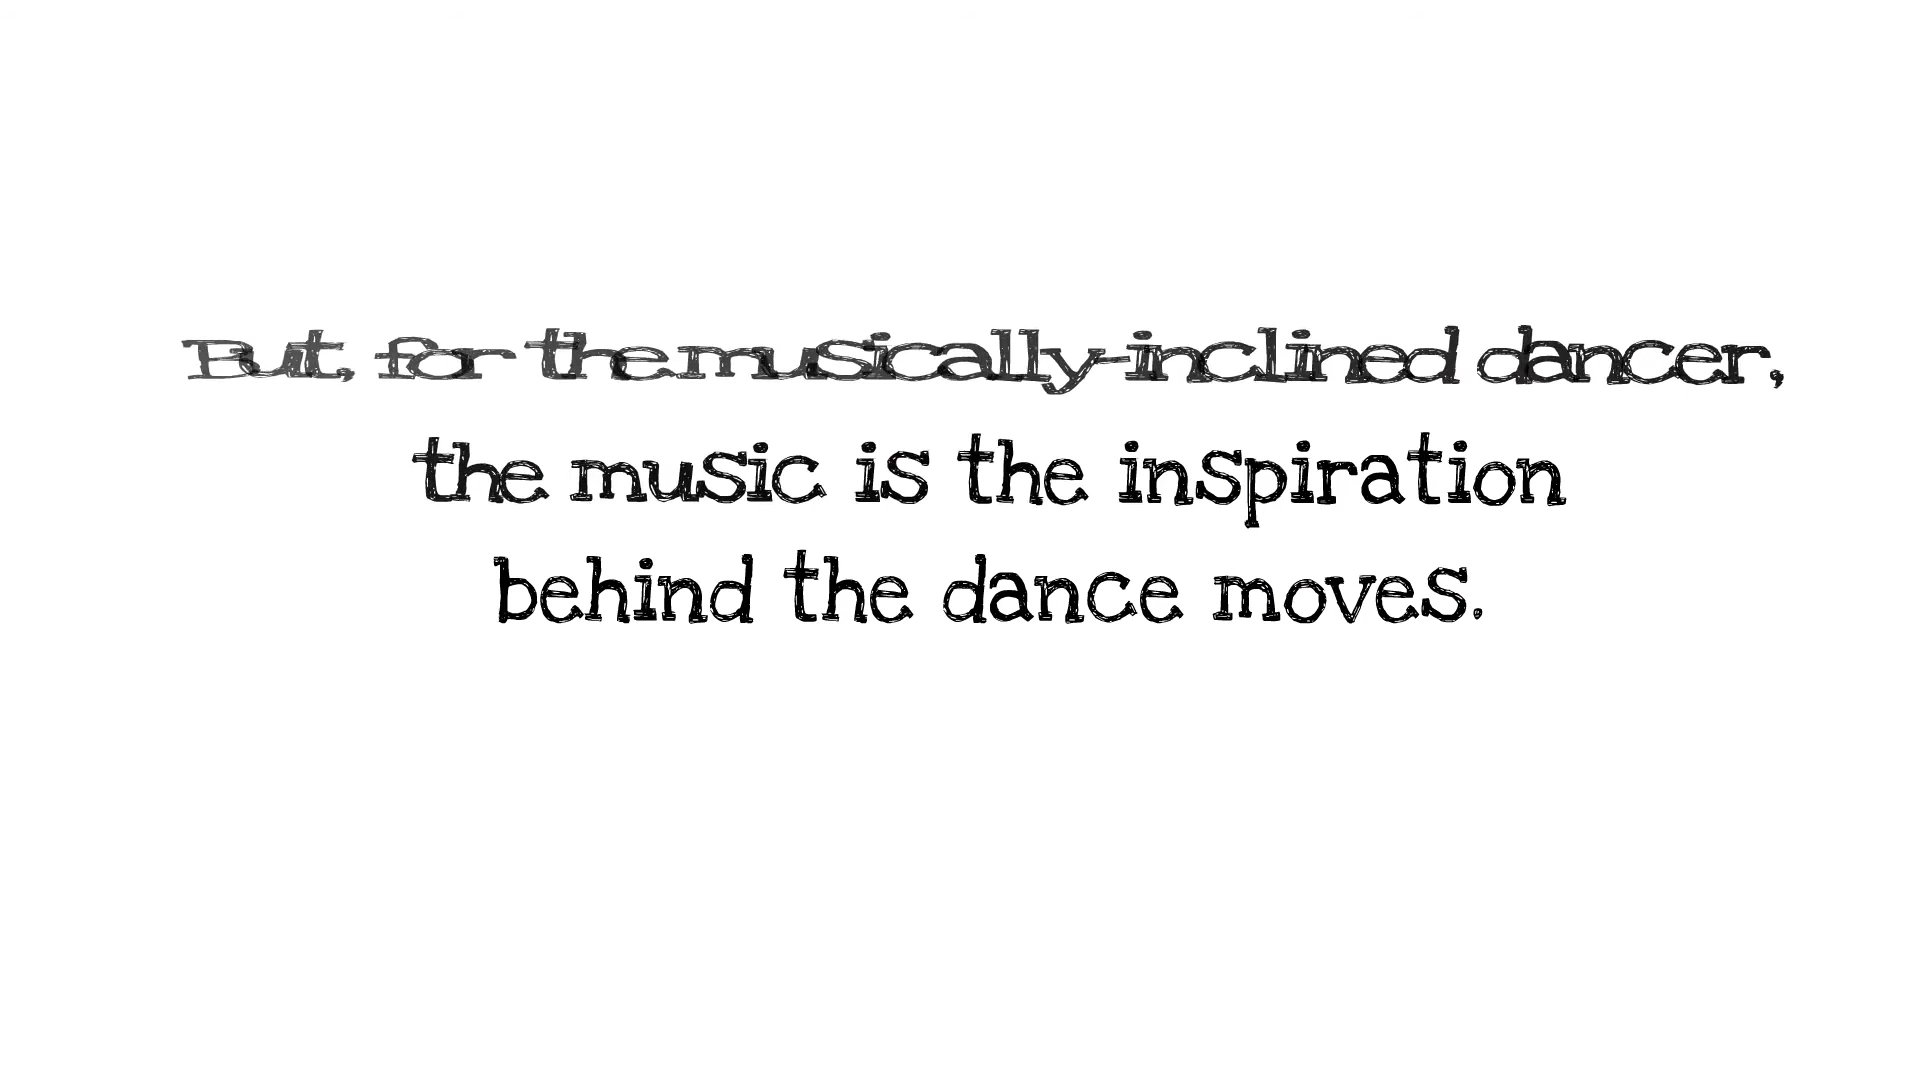 But, for the musically-inclined dancer,
the music is the inspiration
behind the dance moves.